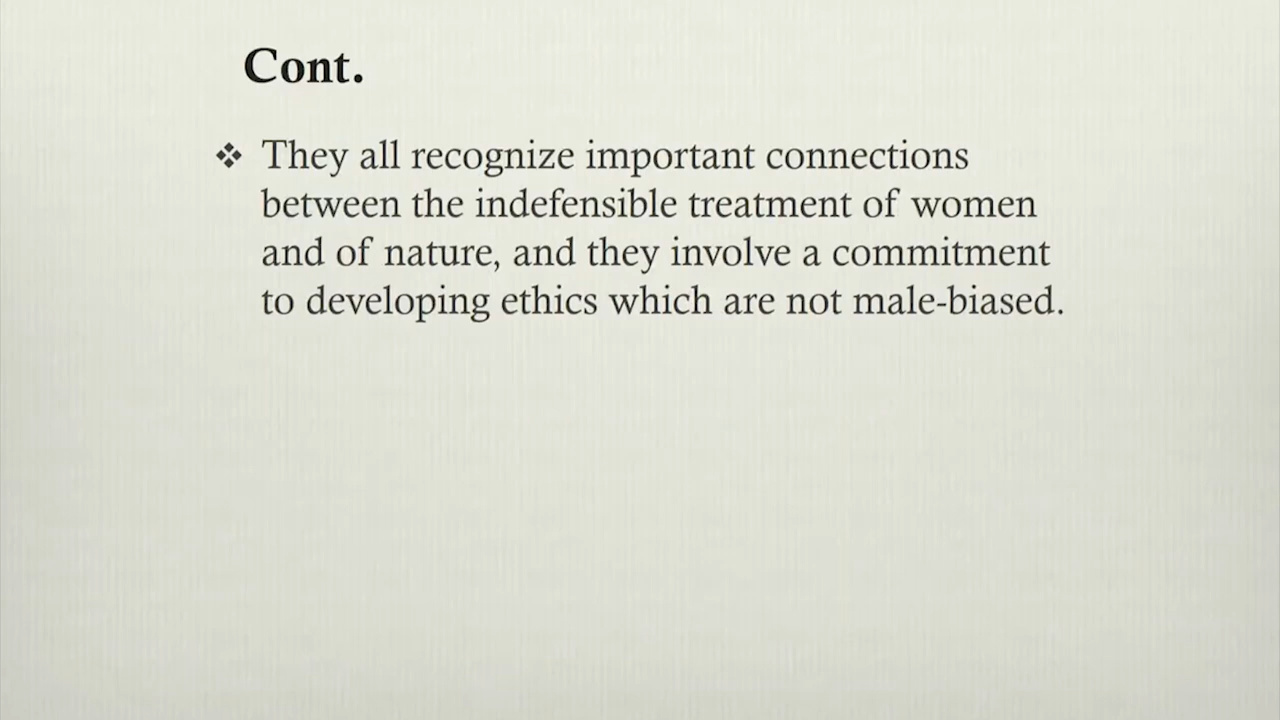 Cont.
❖ They all recognize important connections
between the indefensible treatment of women
and of nature, and they involve a commitment
to developing ethics which are not male-biased.